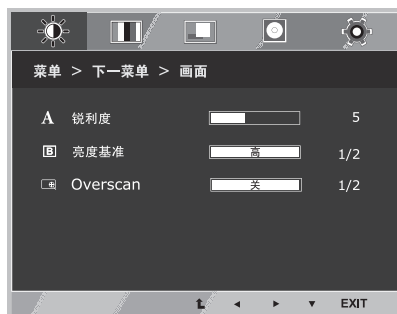 菜单 > 下一菜单 > 画面
A 锐利度 5
B 亮度基准 高 1/2
Overscan 关 1/2
EXIT